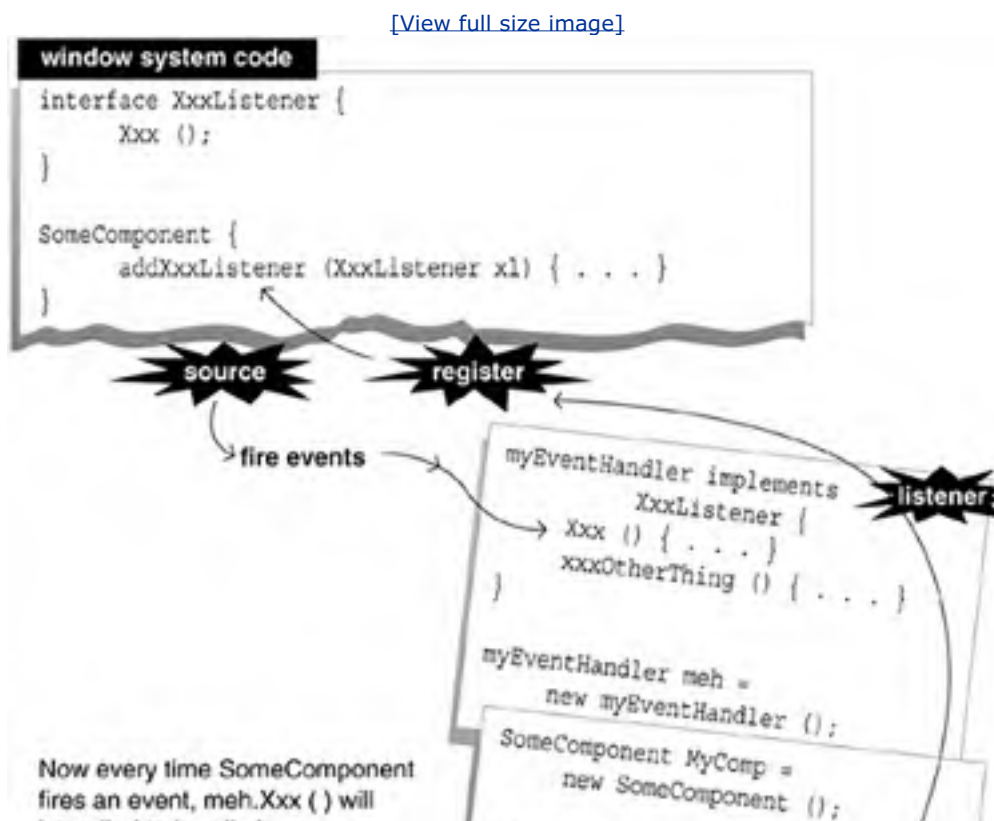 [View full size image]
window system code
interface XxxListener {
Xxx ();
}
SomeComponent {
addXxxListener (XxxListener xl) { . . . }
}
source
register
fire events
listener
myEventHandler implements
XxxListener {
Xxx () { . . . }
xxxOtherThing () { . . . }
}
myEventHandler meh =
new myEventHandler ();
SomeComponent MyComp =
new SomeComponent ();
Now every time SomeComponent
fires an event, meh.Xxx ( ) will